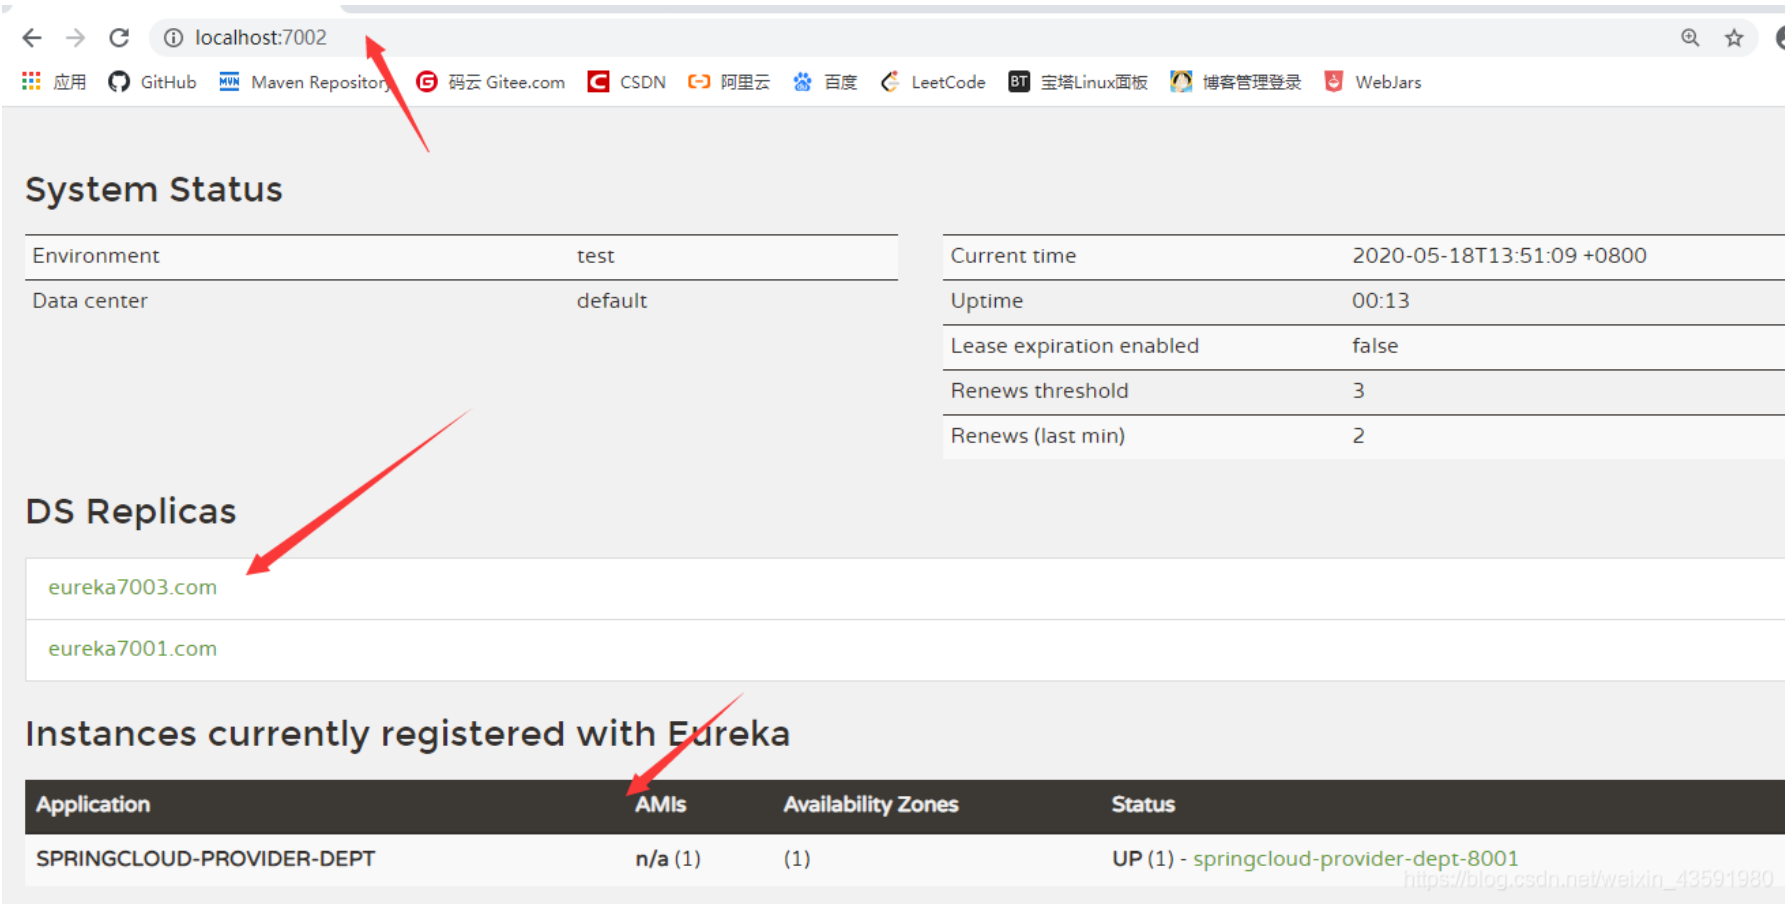 localhost:7002
应用 GitHub Maven Repository 码云 Gitee.com CSDN 阿里云 百度 LeetCode BT 宝塔Linux面板 博客管理登录 WebJars
System Status
Environment test
Data center default
Current time 2020-05-18T13:51:09 +0800
Uptime 00:13
Lease expiration enabled false
Renews threshold 3
Renews (last min) 2
DS Replicas
eureka7003.com
eureka7001.com
Instances currently registered with Eureka
Application AMIs Availability Zones Status
SPRINGCLOUD-PROVIDER-DEPT n/a (1) (1) UP (1) - springcloud-provider-dept-8001
https://blog.csdn.net/weixin_43591980